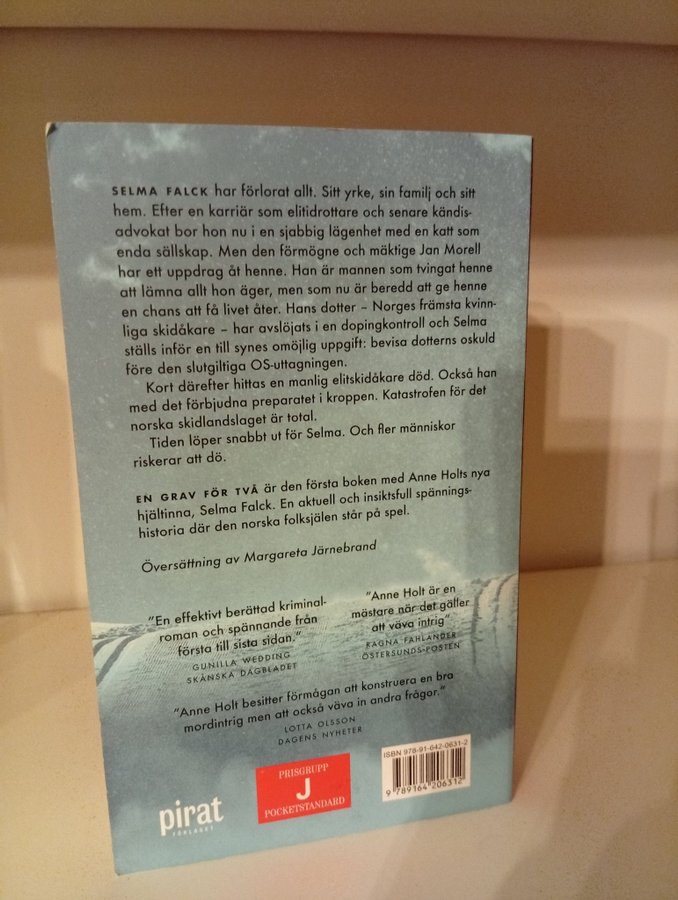 SELMA FALCK har förlorat allt. Sitt yrke, sin familj och sitt
hem. Efter en karriär som elitidrottare och senare kändis-
advokat bor hon nu i en sjabbig lägenhet med en katt som
enda sällskap. Men den förmögne och mäktige Jan Morell
har ett uppdrag åt henne. Han är mannen som tvingat henne
att lämna allt hon äger, men som nu är beredd att ge henne
en chans att få livet åter. Hans dotter – Norges främsta kvinn-
liga skidåkare – har avslöjats i en dopingkontroll och Selma
ställs inför en till synes omöjlig uppgift: bevisa dotterns oskuld
före den slutgiltiga OS-uttagningen.
Kort därefter hittas en manlig elitskidåkare död. Också han
med det förbjudna preparatet i kroppen. Katastrofen för det
norska skidlandslaget är total.
Tiden löper snabbt ut för Selma. Och fler människor
riskerar att dö.
EN GRAV FÖR TVÅ är den första boken med Anne Holts nya
hjältinna, Selma Falck. En aktuell och insiktsfull spännings-
historia där den norska folksjälen står på spel.
Översättning av Margareta Järnebrand
"En effektivt berättad kriminal-
roman och spännande från
första till sista sidan."
GUNILLA WEDDING
SKÅNSKA DAGBLADET
"Anne Holt är en
mästare när det gäller
att väva intrig"
RAGNA FAHLANDER
ÖSTERSUNDS-POSTEN
"Anne Holt besitter förmågan att konstruera en bra
mordintrig men att också väva in andra frågor."
LOTTA OLSSON
DAGENS NYHETER
pirat
FÖRLAGET
PRISGRUPP
J
POCKETSTANDARD
ISBN 978-91-642-0631-2
9 789164 206312